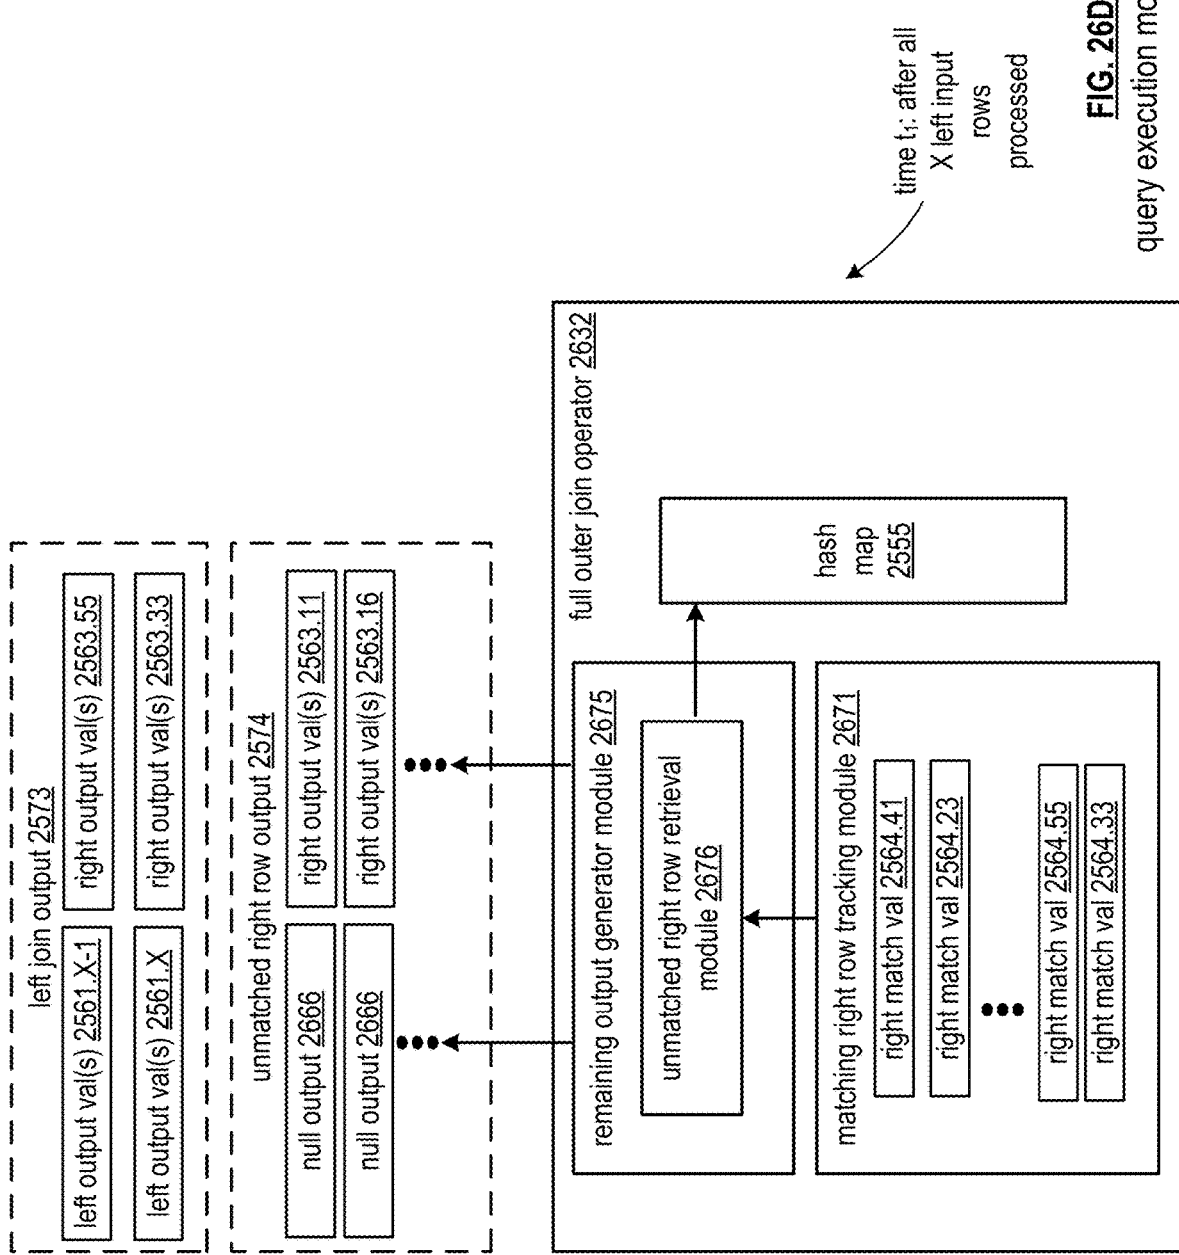 left join output 2573
left output val(s) 2561.X-1
right output val(s) 2563.55
left output val(s) 2561.X
right output val(s) 2563.33
unmatched right row output 2574
null output 2666
right output val(s) 2563.11
null output 2666
right output val(s) 2563.16
full outer join operator 2632
remaining output generator module 2675
unmatched right row retrieval
module 2676
hash
map
2555
matching right row tracking module 2671
right match val 2564.41
right match val 2564.23
right match val 2564.55
right match val 2564.33
time t₁: after all
X left input
rows
processed
FIG. 26D
query execution